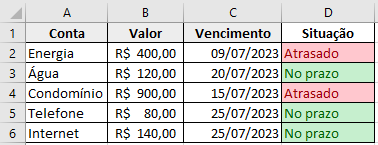 A B C D
1 Conta Valor Vencimento Situação
2 Energia R$ 400,00 09/07/2023 Atrasado
3 Água R$ 120,00 20/07/2023 No prazo
4 Condomínio R$ 900,00 15/07/2023 Atrasado
5 Telefone R$ 80,00 25/07/2023 No prazo
6 Internet R$ 140,00 25/07/2023 No prazo